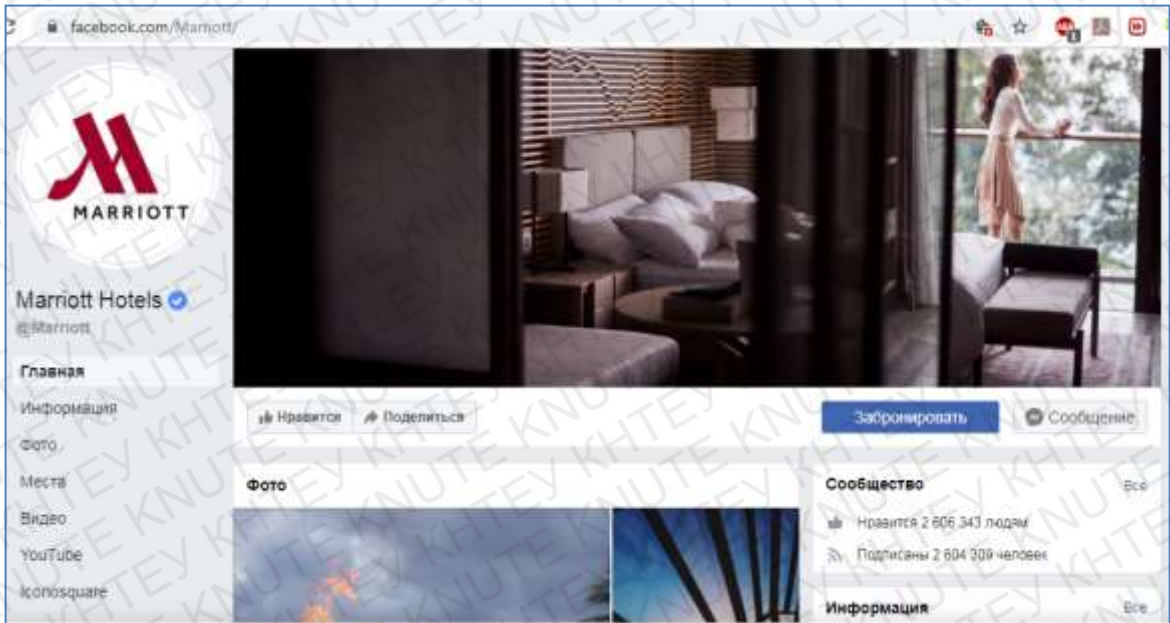 facebook.com/Marriott/
MARRIOTT
Marriott Hotels
@Marriott
Главная
Информация
Фото
Места
Видео
YouTube
Iconosquare
Нравится
Поделиться
Забронировать
Сообщение
Фото
Сообщество
Все
Нравится 2 606 343 людям
Подписаны 2 604 309 человек
Информация
Все